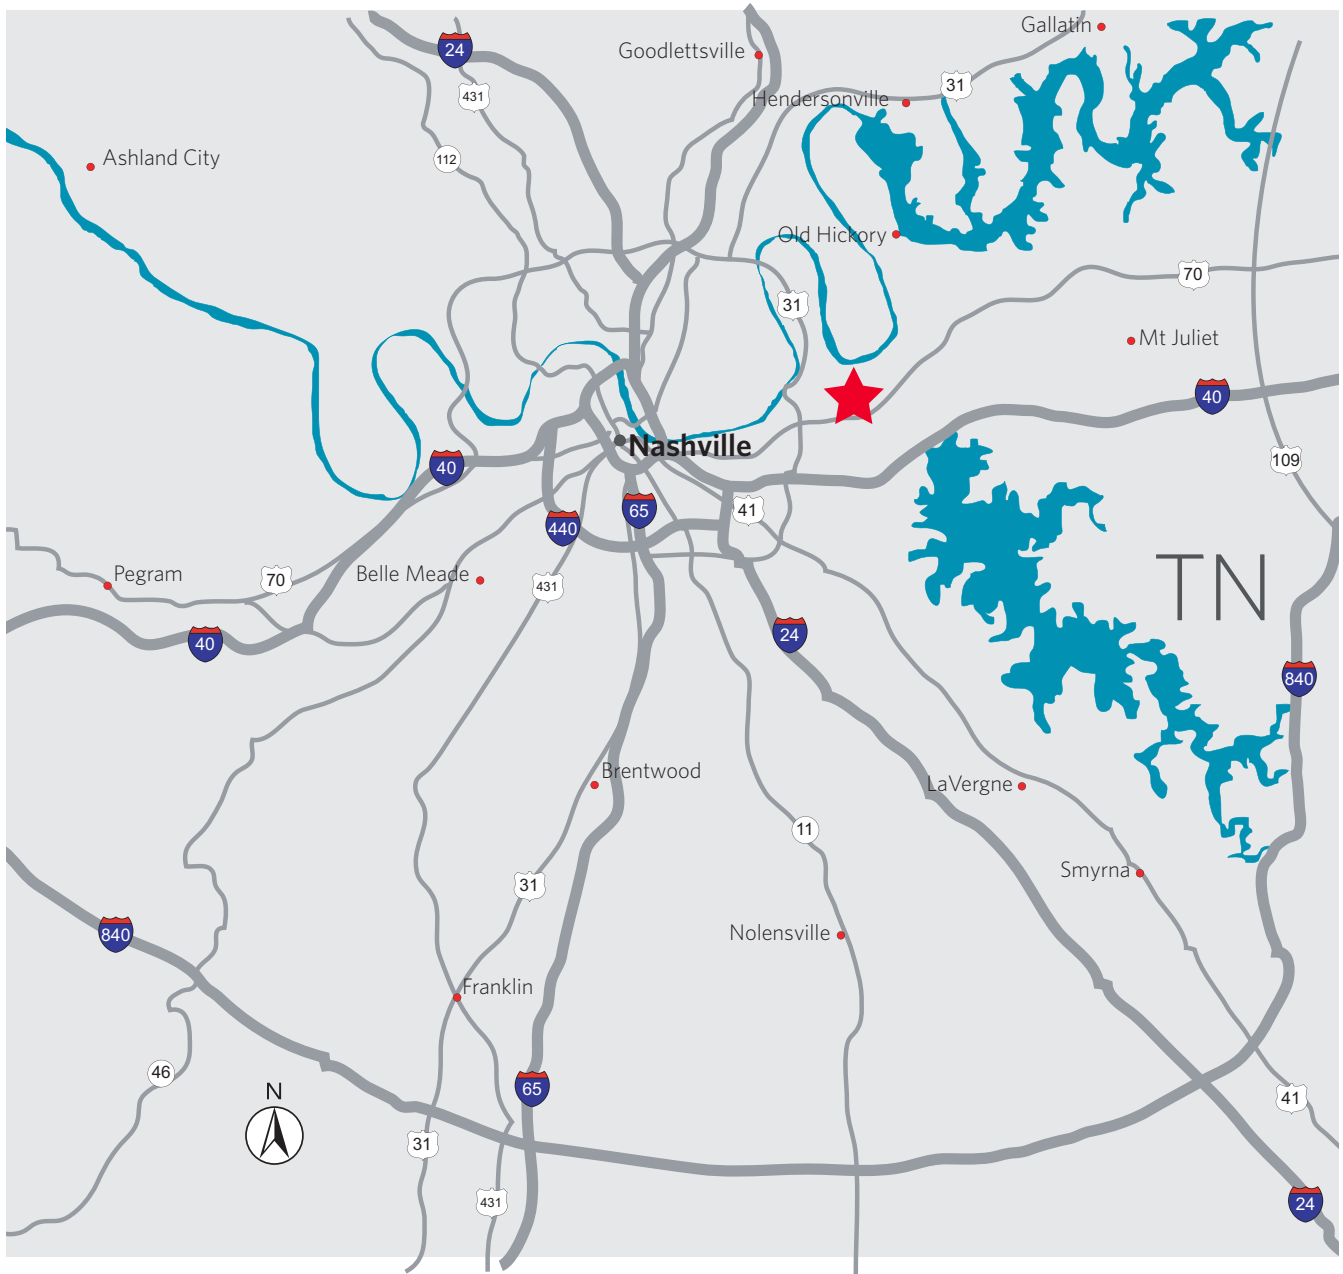 Gallatin
24
Goodlettsville
431
31
Hendersonville
Ashland City
112
Old Hickory
70
31
Mt Juliet
40
Nashville
40
109
65
41
440
TN
Pegram
70
Belle Meade
431
40
24
840
Brentwood
LaVergne
11
31
Smyrna
840
Nolensville
Franklin
46
N
65
41
31
431
24